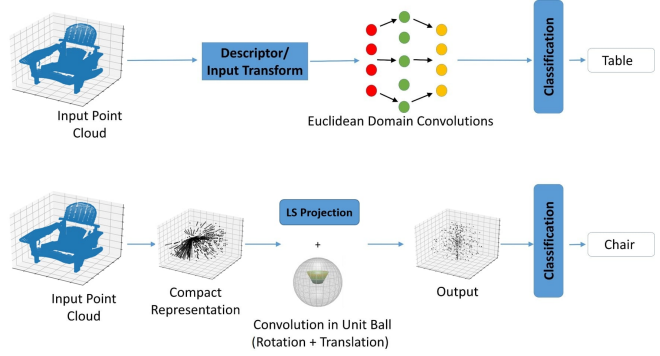 Descriptor/
Input Transform
Classification
Table
Input Point
Cloud
Euclidean Domain Convolutions
LS Projection
+
Classification
Chair
Input Point
Cloud
Compact
Representation
Convolution in Unit Ball
(Rotation + Translation)
Output